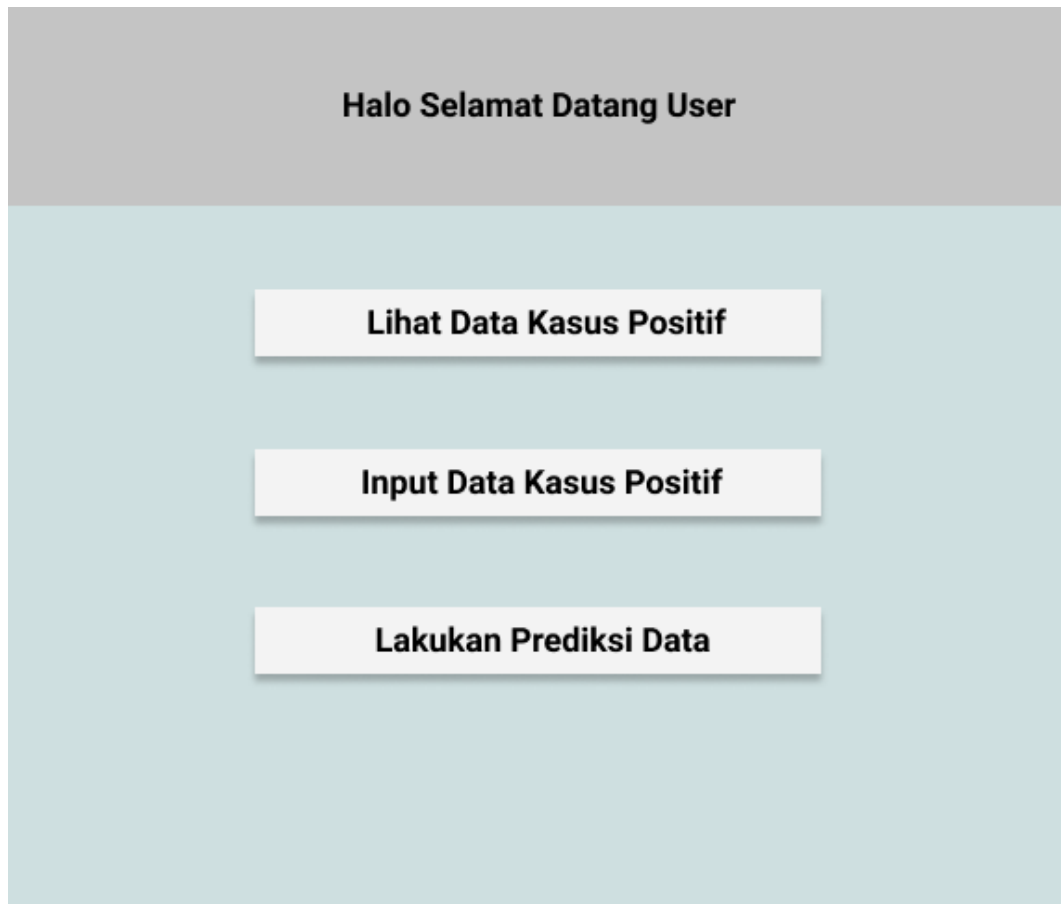 Halo Selamat Datang User
Lihat Data Kasus Positif
Input Data Kasus Positif
Lakukan Prediksi Data